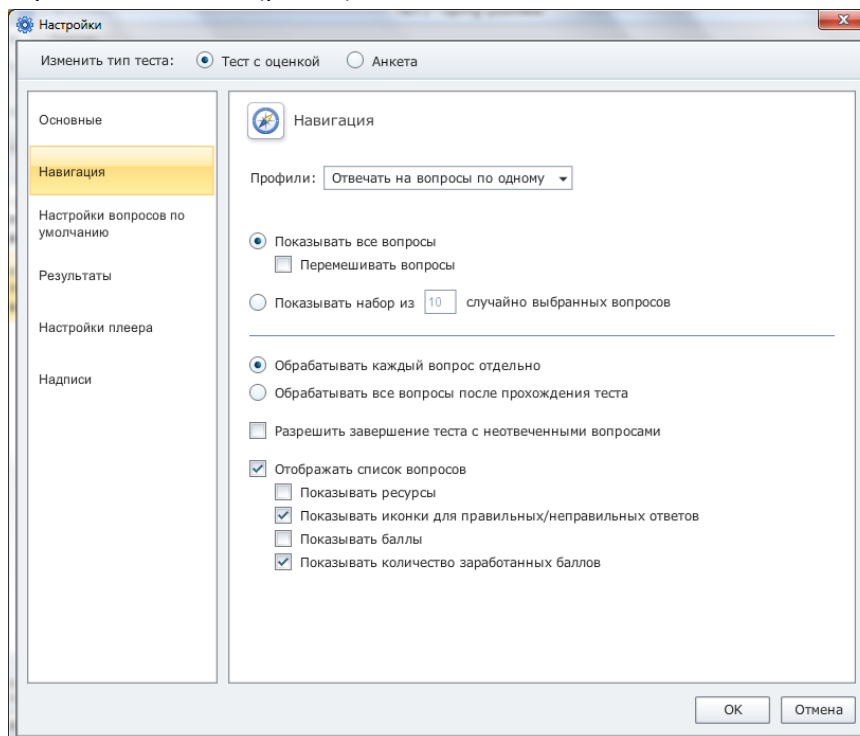 Настройки
Изменить тип теста: Тест с оценкой Анкета
Основные
Навигация
Настройки вопросов по
умолчанию
Результаты
Настройки плеера
Надписи
Навигация
Профили: Отвечать на вопросы по одному
Показывать все вопросы
Перемешивать вопросы
Показывать набор из 10 случайно выбранных вопросов
Обрабатывать каждый вопрос отдельно
Обрабатывать все вопросы после прохождения теста
Разрешить завершение теста с неотвеченными вопросами
Отображать список вопросов
Показывать ресурсы
Показывать иконки для правильных/неправильных ответов
Показывать баллы
Показывать количество заработанных баллов
OK Отмена